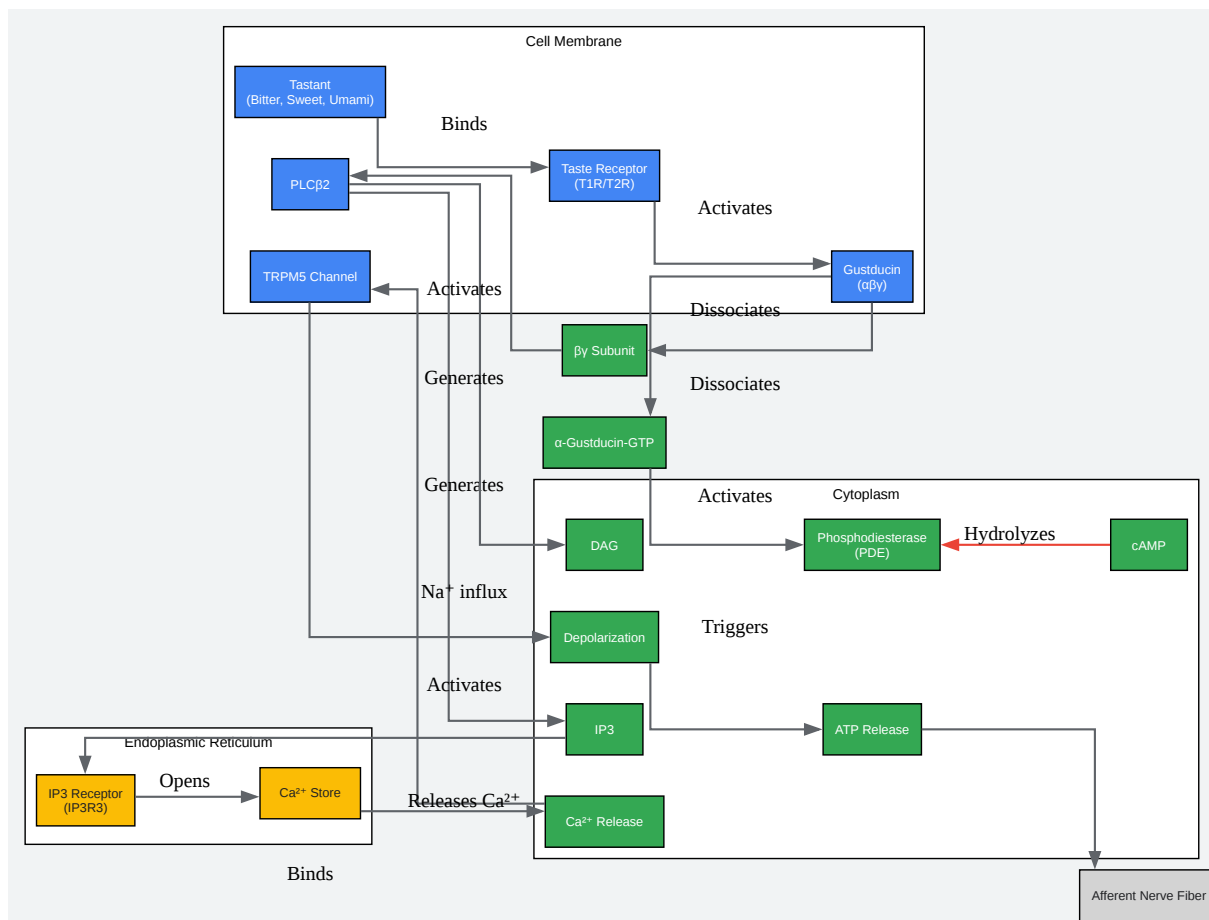 Cell Membrane
Tastant
(Bitter, Sweet, Umami)
Binds
PLCβ2
Taste Receptor
(T1R/T2R)
Activates
TRPM5 Channel
Activates
Gustducin
(αβγ)
Dissociates
βγ Subunit
Generates
Dissociates
α-Gustducin-GTP
Generates
Activates
Cytoplasm
DAG
Phosphodiesterase
(PDE)
Hydrolyzes
cAMP
Na⁺ influx
Depolarization
Triggers
Activates
IP3
ATP Release
Endoplasmic Reticulum
IP3 Receptor
(IP3R3)
Opens
Ca²⁺ Store
Releases Ca²⁺
Ca²⁺ Release
Binds
Afferent Nerve Fiber